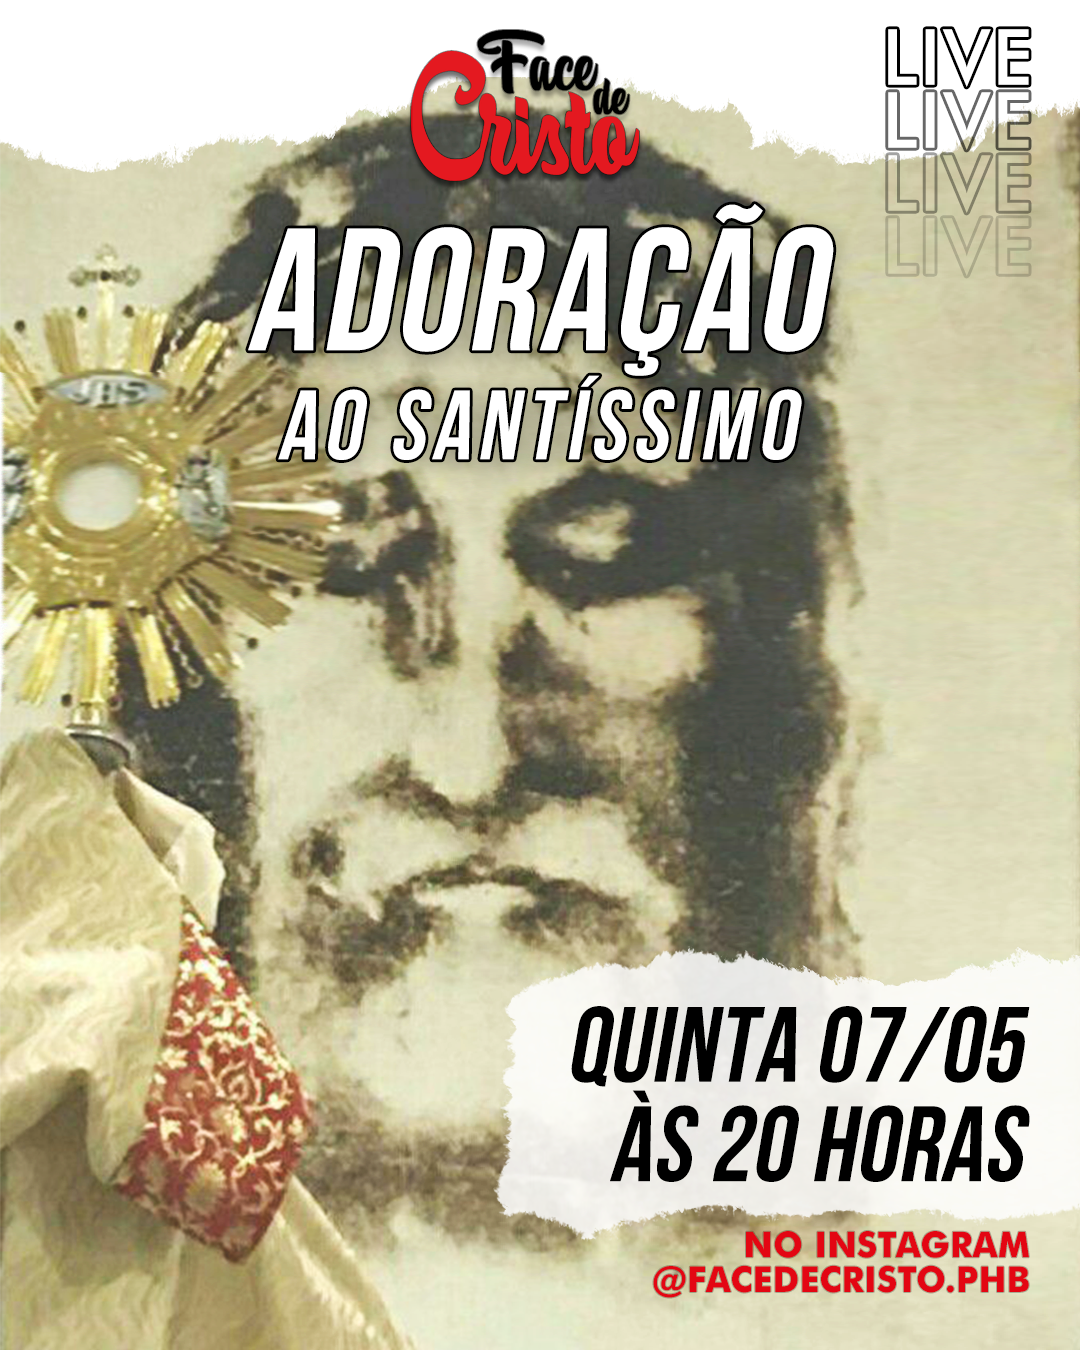 Face de
Cristo
LIVE
LIVE
LIVE
LIVE
ADORAÇÃO
AO SANTÍSSIMO
JHS
QUINTA 07/05
ÀS 20 HORAS
NO INSTAGRAM
@FACEDECRISTO.PHB